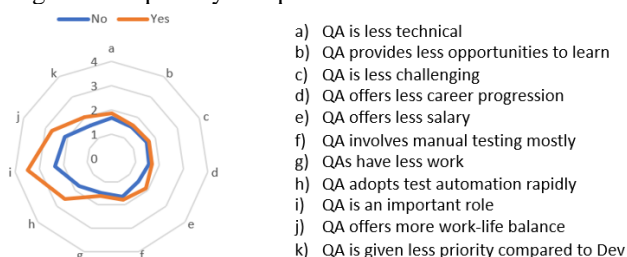 No Yes
a
b
c
d
e
f
g
h
i
j
k
4
3
2
1
0
a) QA is less technical
b) QA provides less opportunities to learn
c) QA is less challenging
d) QA offers less career progression
e) QA offers less salary
f) QA involves manual testing mostly
g) QAs have less work
h) QA adopts test automation rapidly
i) QA is an important role
j) QA offers more work-life balance
k) QA is given less priority compared to Dev